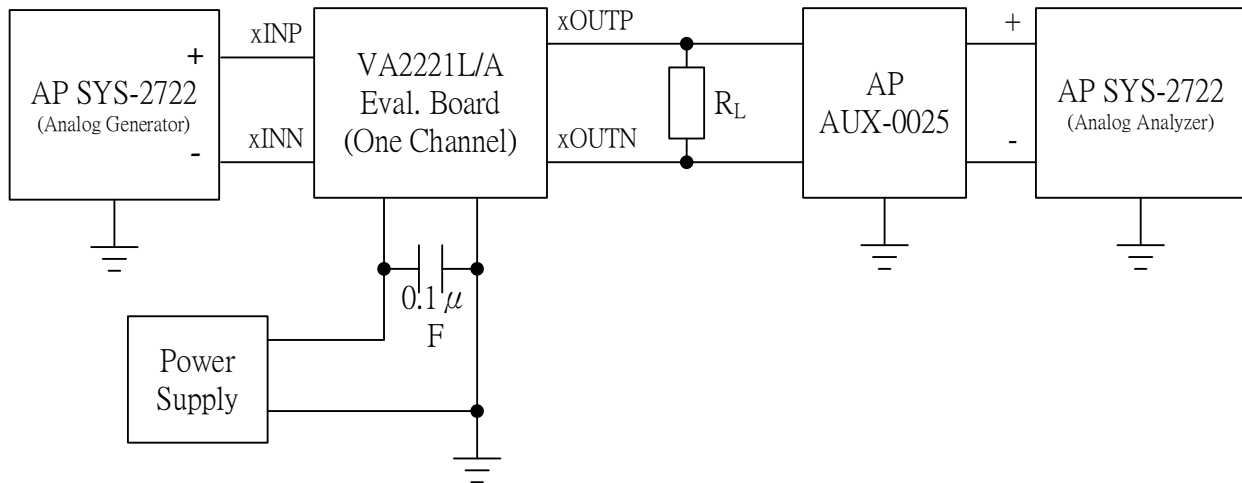 AP SYS-2722
(Analog Generator)
+
-
xINP
xINN
VA2221L/A
Eval. Board
(One Channel)
xOUTP
xOUTN
RL
AP
AUX-0025
+
-
AP SYS-2722
(Analog Analyzer)
0.1 μ
F
Power
Supply